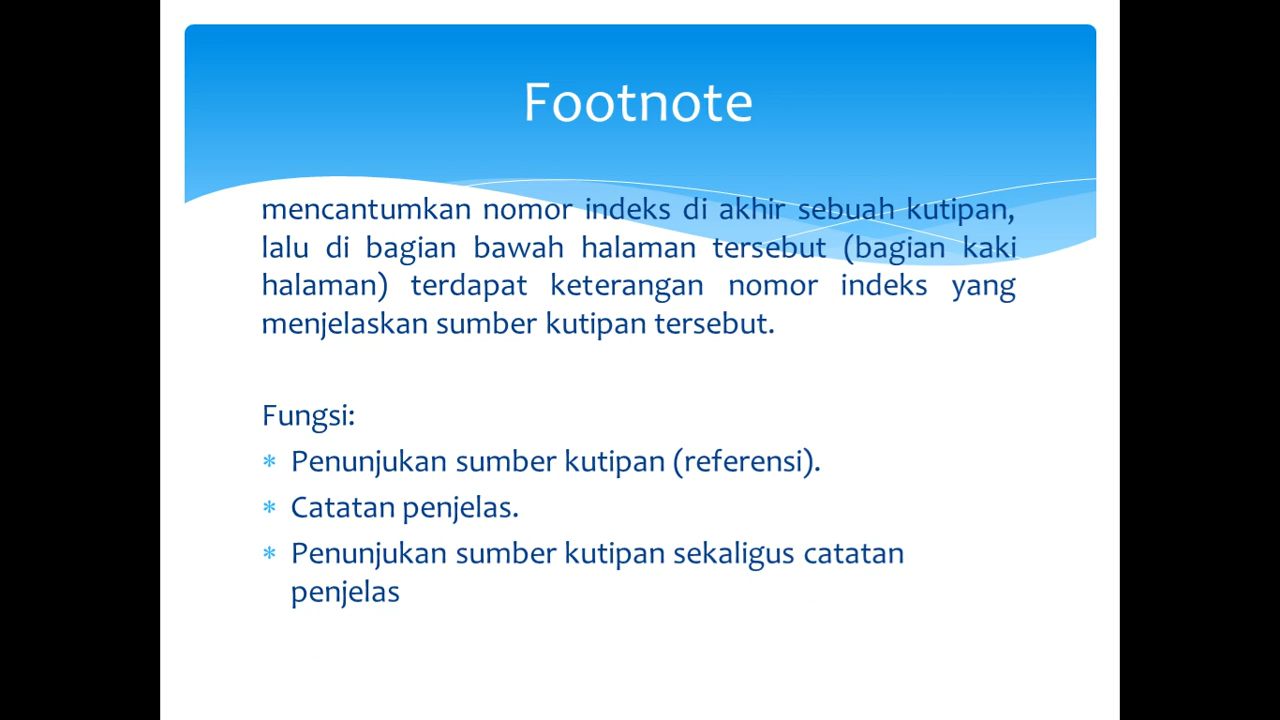 Footnote
mencantumkan nomor indeks di akhir sebuah kutipan,
lalu di bagian bawah halaman tersebut (bagian kaki
halaman) terdapat keterangan nomor indeks yang
menjelaskan sumber kutipan tersebut.
Fungsi:
* Penunjukan sumber kutipan (referensi).
* Catatan penjelas.
* Penunjukan sumber kutipan sekaligus catatan
penjelas